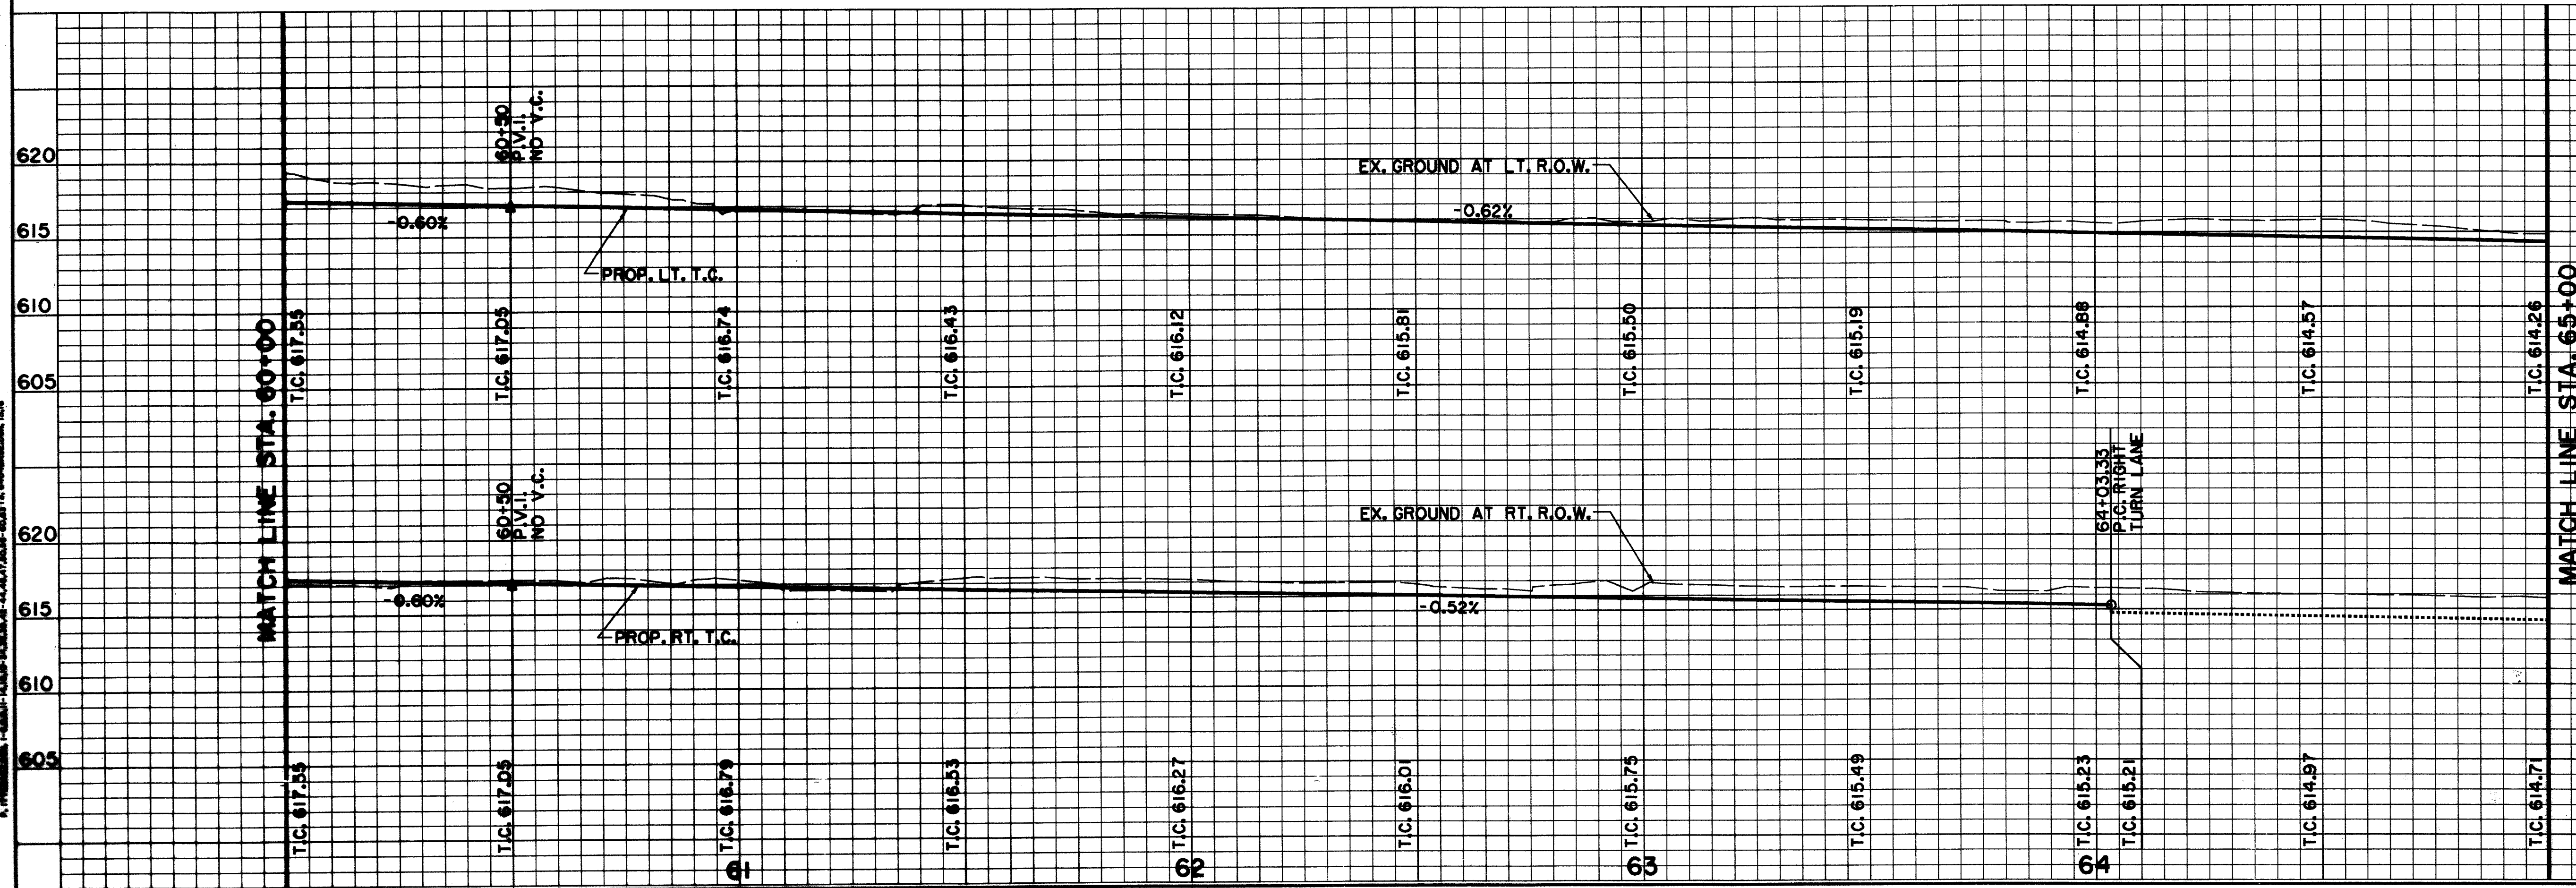 60+50
P.V.I.
NO V.C.
620
EX. GROUND AT LT. R.O.W.
-0.60%
-0.62%
615
PROP. LT. T.C.
610
605
MATCH LINE STA. 60+00
T.C. 617.35
T.C. 617.05
T.C. 616.74
T.C. 616.43
T.C. 616.12
T.C. 615.81
T.C. 615.50
T.C. 615.19
T.C. 614.88
T.C. 614.57
T.C. 614.26
MATCH LINE STA. 65+00
60+50
P.V.I.
NO V.C.
64+03.33
P.C. RIGHT
TURN LANE
620
EX. GROUND AT RT. R.O.W.
615
-0.60%
-0.52%
PROP. RT. T.C.
610
605
T.C. 617.35
T.C. 617.05
T.C. 616.79
T.C. 616.53
T.C. 616.27
T.C. 616.01
T.C. 615.75
T.C. 615.49
T.C. 615.23
T.C. 615.21
T.C. 614.97
T.C. 614.71
61
62
63
64